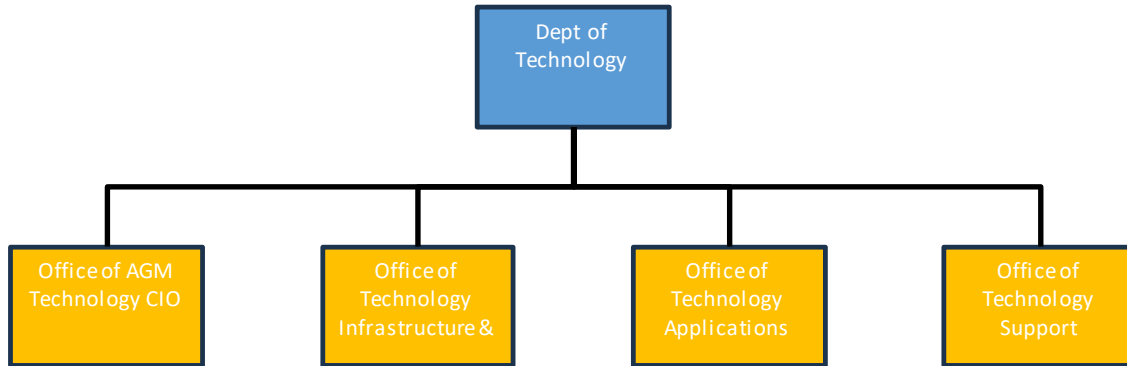 Dept of
Technology
Office of AGM
Technology CIO
Office of
Technology
Infrastructure &
Office of
Technology
Applications
Office of
Technology
Support